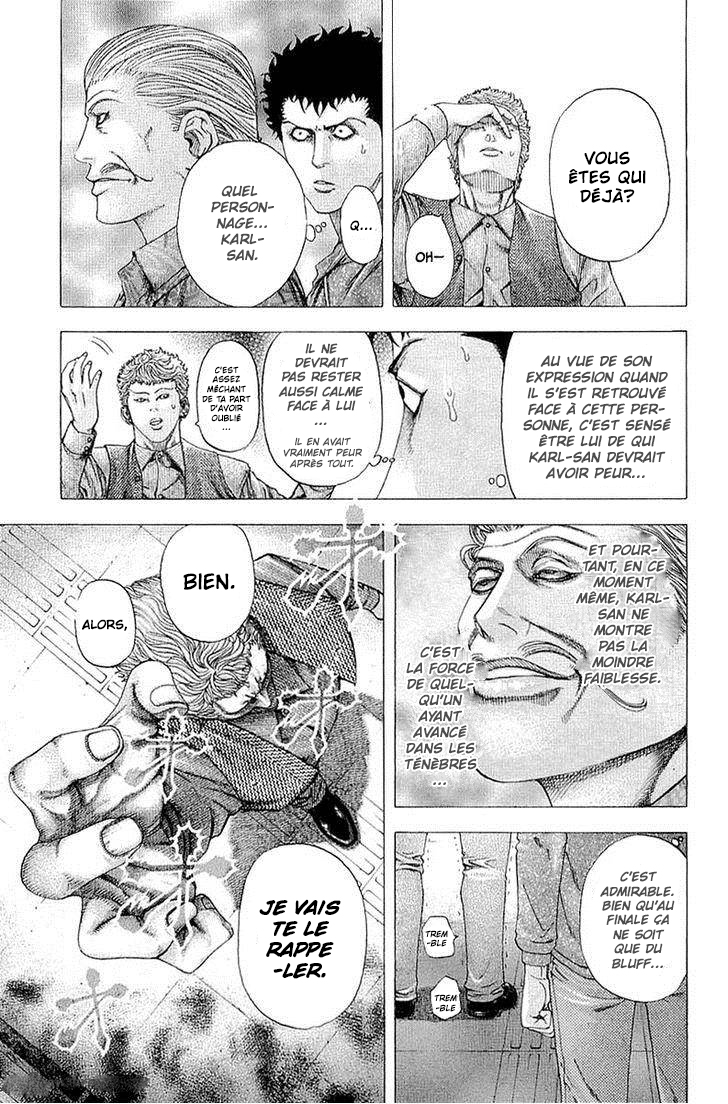 VOUS
ÊTES QUI
DÉJÀ?
OH—
Q...
QUEL
PERSON-
NAGE...
KARL-
SAN.
AU VUE DE SON
EXPRESSION QUAND
IL S'EST RETROUVÉ
FACE À CETTE PER-
SONNE, C'EST SENSÉ
ÊTRE LUI DE QUI
KARL-SAN DEVRAIT
AVOIR PEUR...
IL NE
DEVRAIT
PAS RESTER
AUSSI CALME
FACE À LUI
...
IL EN AVAIT
VRAIMENT PEUR
APRÈS TOUT.
C'EST
ASSEZ
MÉCHANT
DE TA PART
D'AVOIR
OUBLIÉ
...
ET POUR-
TANT, EN CE
MOMENT
MÊME, KARL-
SAN NE
MONTRE
PAS LA
MOINDRE
FAIBLESSE.
C'EST
LA FORCE
DE QUEL-
QU'UN
AYANT
AVANCÉ
DANS LES
TÉNÈBRES
...
C'EST
ADMIRABLE.
BIEN QU'AU
FINALE ÇA
NE SOIT
QUE DU
BLUFF...
TREM
-BLE
TREM
-BLE
BIEN.
ALORS,
JE VAIS
TE LE
RAPPE
-LER.